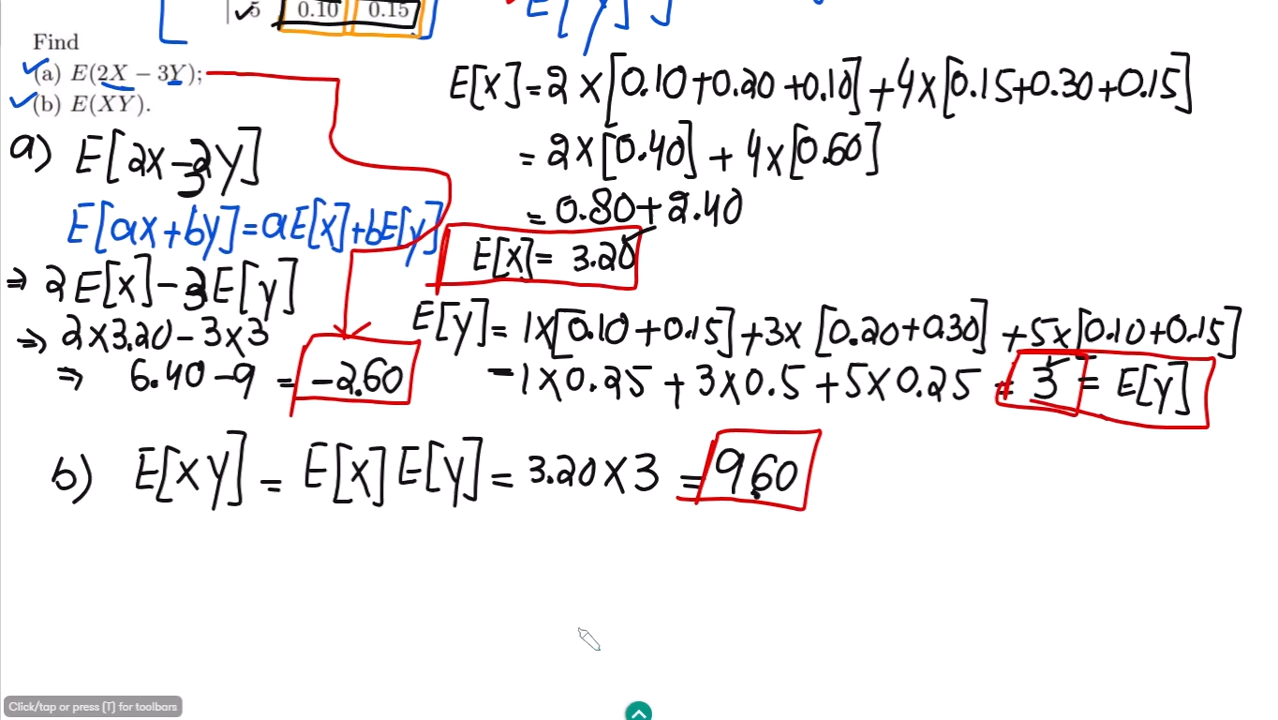 ✓5 0.10 0.15 E[Y]
Find
(a) E(2X − 3Y);
(b) E(XY).
E[X] = 2 × [0.10+0.20+0.10] + 4×[0.15+0.30+0.15]
= 2×[0.40] + 4×[0.60]
= 0.80+2.40
E[X] = 3.20
a) E[2X − 3Y]
E[aX+bY] = aE[X]+bE[Y]
⇒ 2E[X] − 3E[Y]
⇒ 2×3.20 − 3×3
⇒ 6.40 − 9 = −2.60
E[Y] = 1×[0.10+0.15] + 3× [0.20+0.30] + 5×[0.10+0.15]
= 1×0.25 + 3×0.5 + 5×0.25 = 3 = E[Y]
b) E[XY] = E[X] E[Y] = 3.20×3 = 9.60
Click/tap or press (T) for toolbars